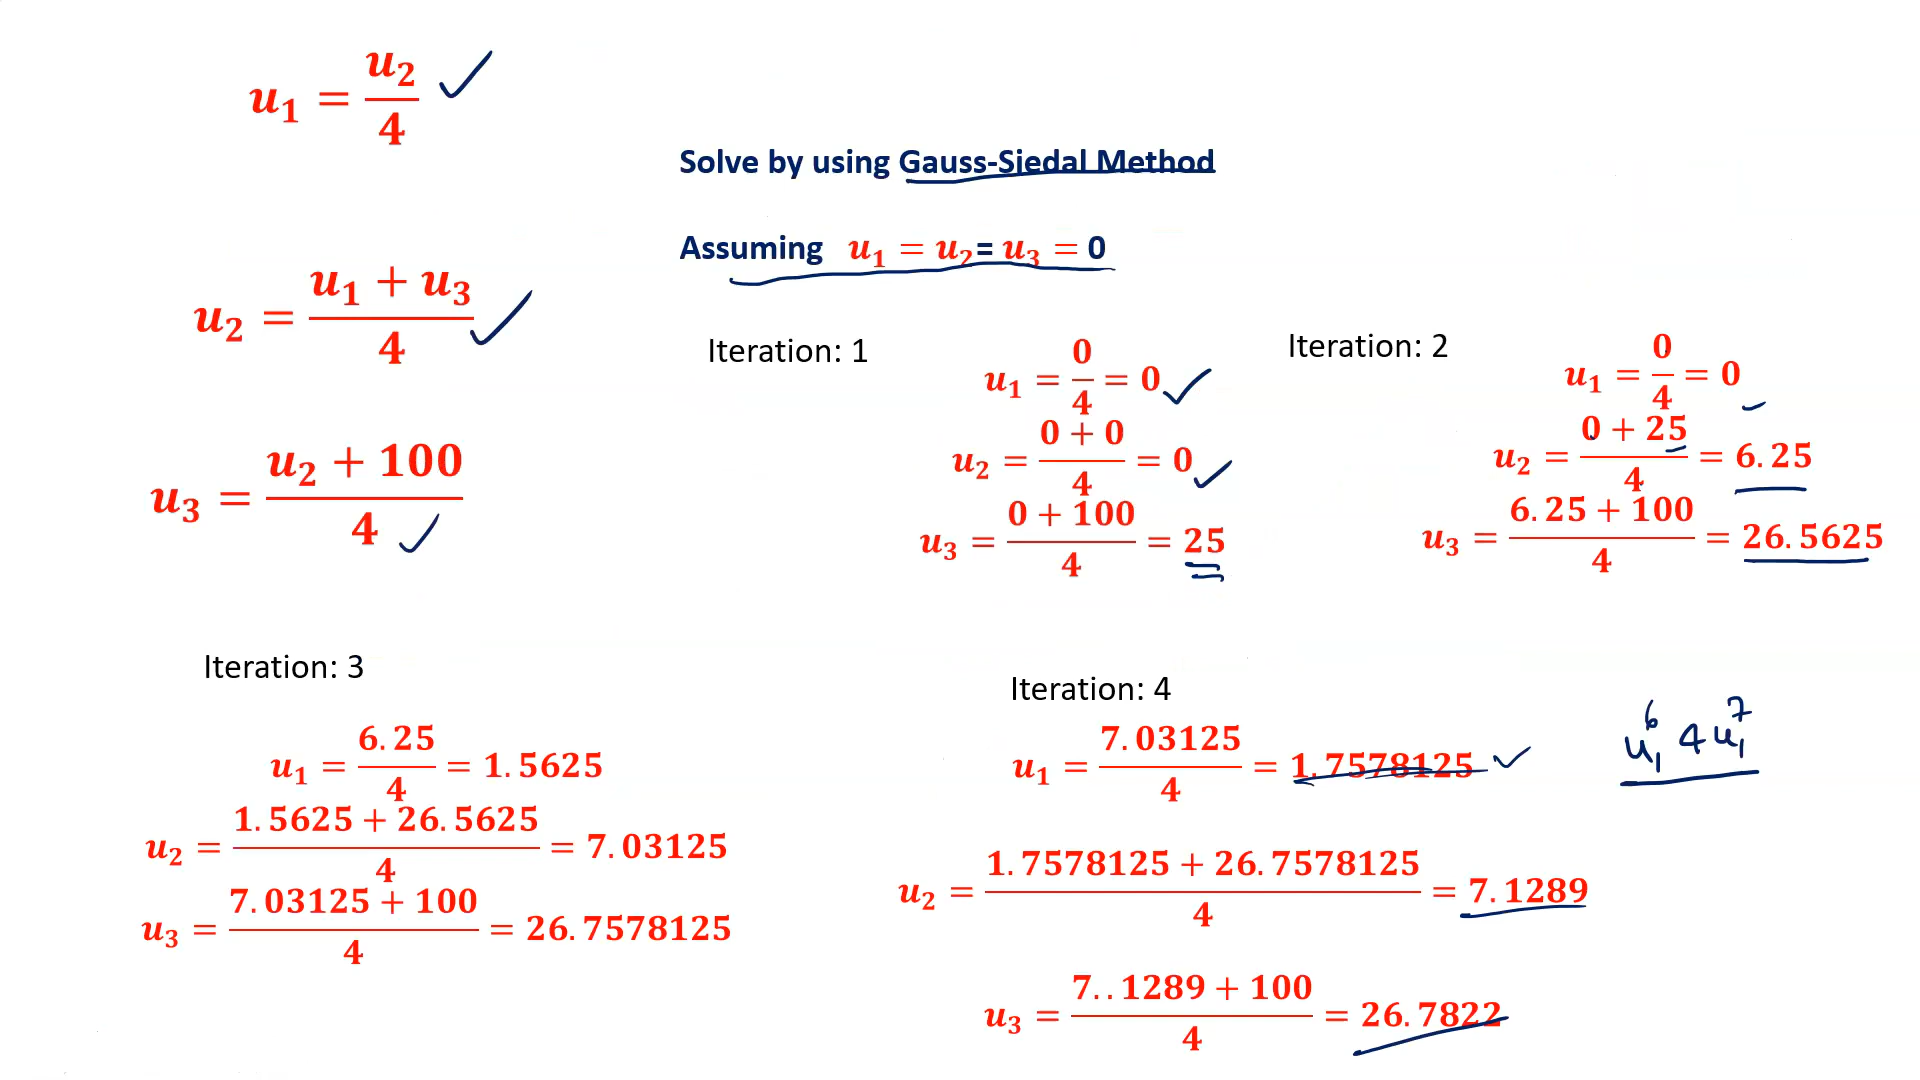 u₁ = u₂/4 ✓
Solve by using Gauss-Siedal Method
Assuming u₁ = u₂= u₃ = 0
u₂ = (u₁ + u₃)/4 ✓
u₃ = (u₂ + 100)/4 ✓
Iteration: 1
u₁ = 0/4 = 0 ✓
u₂ = (0 + 0)/4 = 0 ✓
u₃ = (0 + 100)/4 = 25
Iteration: 2
u₁ = 0/4 = 0
u₂ = (0 + 25)/4 = 6.25
u₃ = (6.25 + 100)/4 = 26.5625
Iteration: 3
u₁ = 6.25/4 = 1.5625
u₂ = (1.5625 + 26.5625)/4 = 7.03125
u₃ = (7.03125 + 100)/4 = 26.7578125
Iteration: 4
u₁ = 7.03125/4 = 1.7578125 ✓
u₂ = (1.7578125 + 26.7578125)/4 = 7.1289
u₃ = (7..1289 + 100)/4 = 26.7822
u₁⁶ 4 u₁⁷